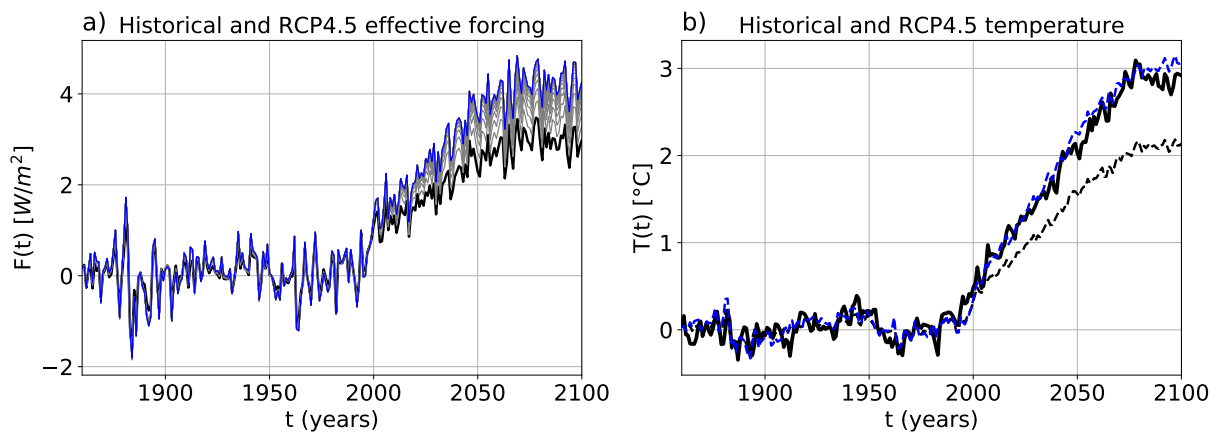 a) Historical and RCP4.5 effective forcing
F(t) [W/m²]
4
2
0
−2
1900 1950 2000 2050 2100
t (years)
b) Historical and RCP4.5 temperature
T(t) [°C]
3
2
1
0
1900 1950 2000 2050 2100
t (years)